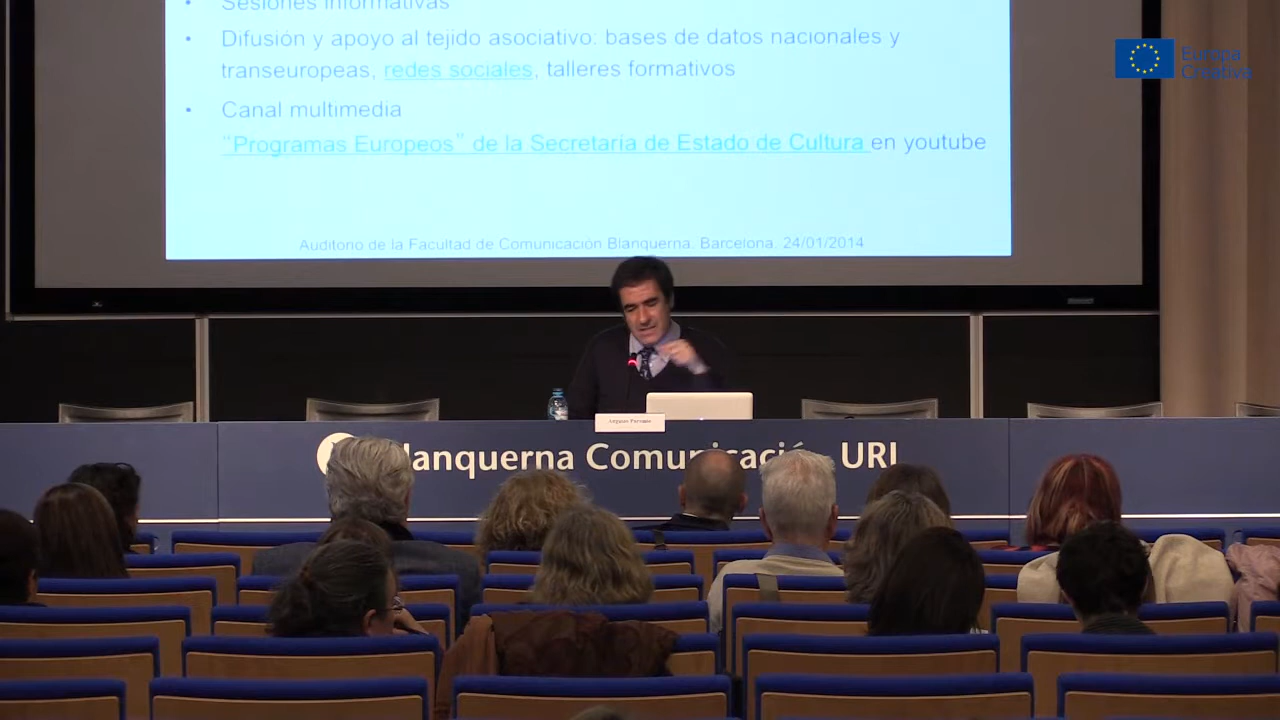 • Sesiones informativas
• Difusión y apoyo al tejido asociativo: bases de datos nacionales y
transeuropeas, redes sociales, talleres formativos
• Canal multimedia
"Programas Europeos" de la Secretaría de Estado de Cultura en youtube
Auditorio de la Facultad de Comunicación Blanquerna. Barcelona. 24/01/2014
Europa
Creativa
Blanquerna Comunicación URL